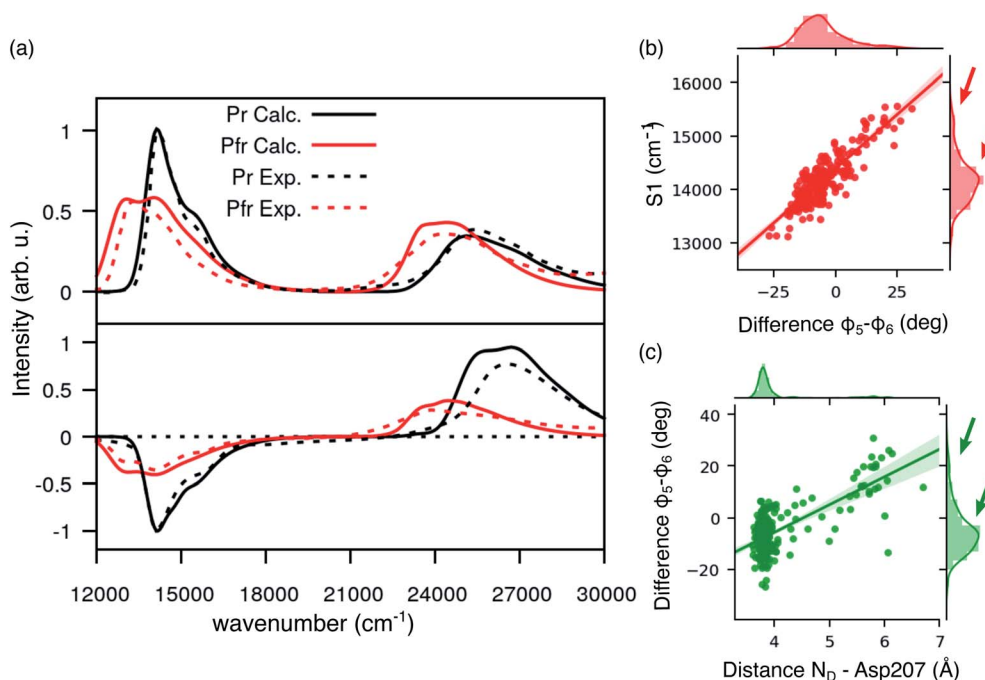 (a)
Pr Calc.
Pfr Calc.
Pr Exp.
Pfr Exp.
1
0.5
0
1
0.5
0
-0.5
-1
Intensity (arb. u.)
12000 15000 18000 21000 24000 27000 30000
wavenumber (cm⁻¹)
(b)
16000
15000
14000
13000
S1 (cm⁻¹)
−25 0 25
Difference ϕ₅-ϕ₆ (deg)
(c)
40
20
0
−20
Difference ϕ₅-ϕ₆ (deg)
4 5 6 7
Distance N_D - Asp207 (Å)